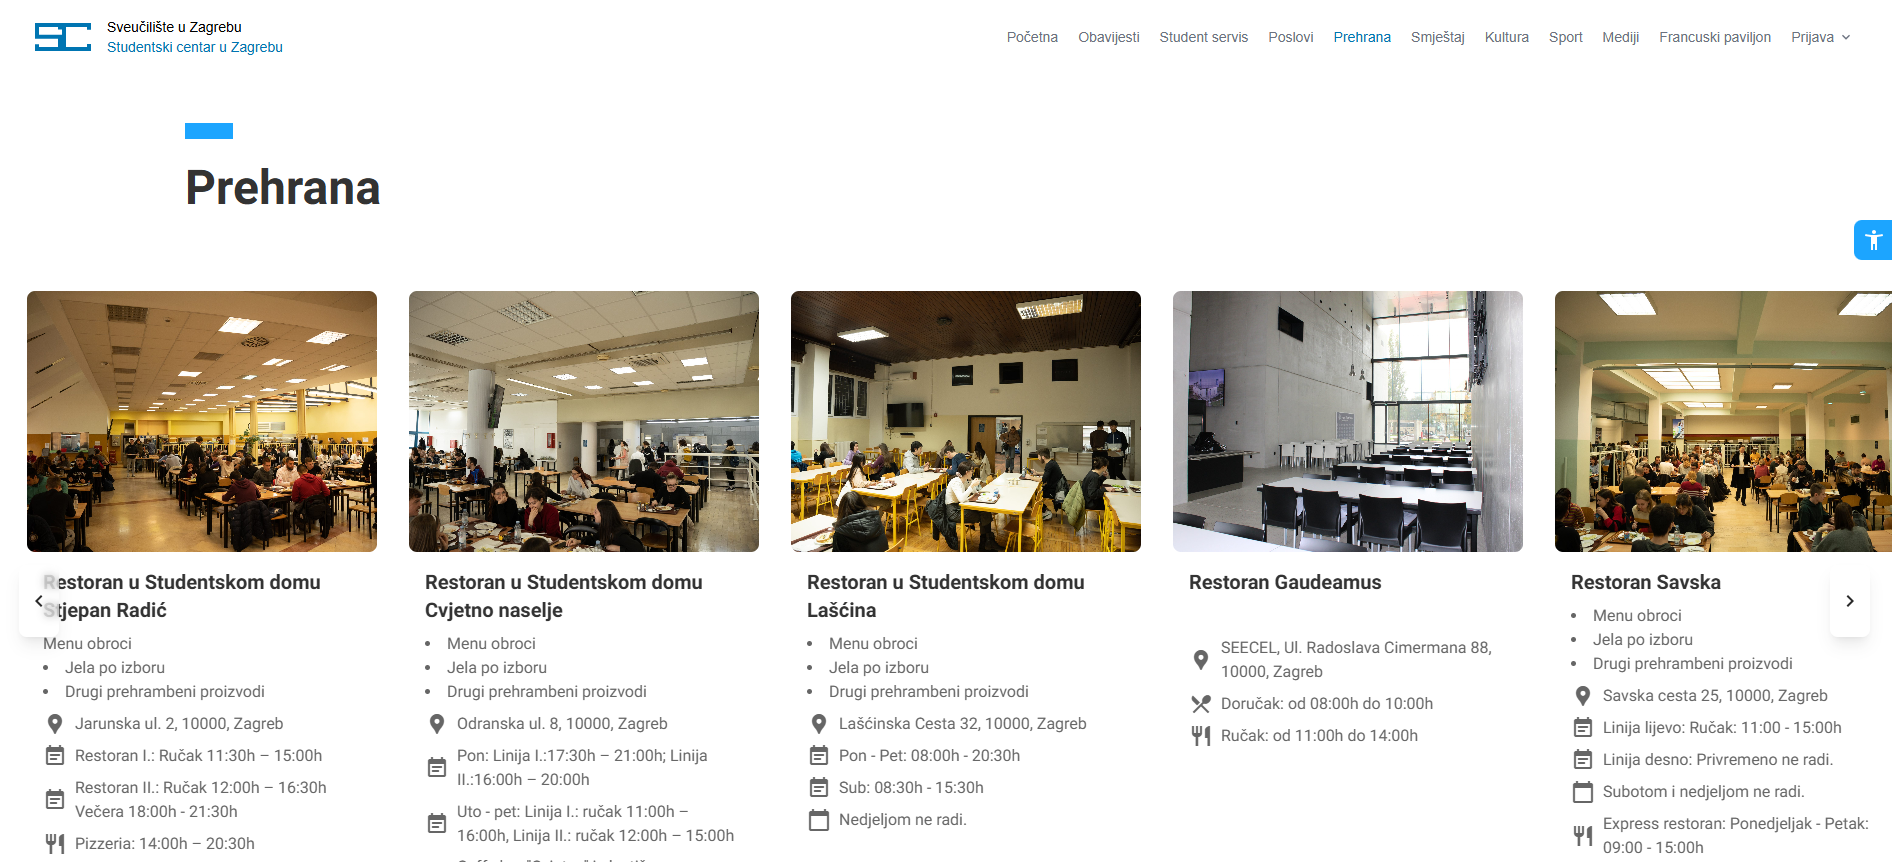 Sveučilište u Zagrebu
Studentski centar u Zagrebu
Početna Obavijesti Student servis Poslovi Prehrana Smještaj Kultura Sport Mediji Francuski paviljon Prijava
Prehrana
Restoran u Studentskom domu
Stjepan Radić
Menu obroci
• Jela po izboru
• Drugi prehrambeni proizvodi
Jarunska ul. 2, 10000, Zagreb
Restoran I.: Ručak 11:30h – 15:00h
Restoran II.: Ručak 12:00h – 16:30h
Večera 18:00h - 21:30h
Pizzeria: 14:00h – 20:30h
Restoran u Studentskom domu
Cvjetno naselje
• Menu obroci
• Jela po izboru
• Drugi prehrambeni proizvodi
Odranska ul. 8, 10000, Zagreb
Pon: Linija I.:17:30h – 21:00h; Linija
II.:16:00h – 20:00h
Uto - pet: Linija I.: ručak 11:00h –
16:00h, Linija II.: ručak 12:00h – 15:00h
Restoran u Studentskom domu
Lašćina
• Menu obroci
• Jela po izboru
• Drugi prehrambeni proizvodi
Lašćinska Cesta 32, 10000, Zagreb
Pon - Pet: 08:00h - 20:30h
Sub: 08:30h - 15:30h
Nedjeljom ne radi.
Restoran Gaudeamus
SEECEL, Ul. Radoslava Cimermana 88,
10000, Zagreb
Doručak: od 08:00h do 10:00h
Ručak: od 11:00h do 14:00h
Restoran Savska
• Menu obroci
• Jela po izboru
• Drugi prehrambeni proizvodi
Savska cesta 25, 10000, Zagreb
Linija lijevo: Ručak: 11:00 - 15:00h
Linija desno: Privremeno ne radi.
Subotom i nedjeljom ne radi.
Express restoran: Ponedjeljak - Petak:
09:00 - 15:00h